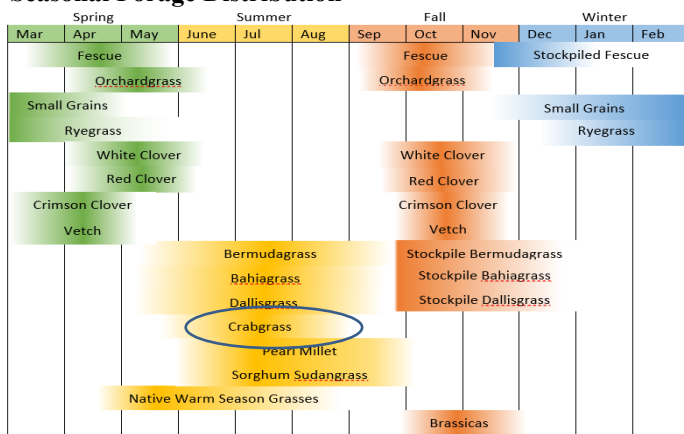 Seasonal Forage Distribution
Spring Summer Fall Winter
Mar Apr May June Jul Aug Sep Oct Nov Dec Jan Feb
Fescue Fescue Stockpiled Fescue
Orchardgrass Orchardgrass
Small Grains Small Grains
Ryegrass Ryegrass
White Clover White Clover
Red Clover Red Clover
Crimson Clover Crimson Clover
Vetch Vetch
Bermudagrass Stockpile Bermudagrass
Bahiagrass Stockpile Bahiagrass
Dallisgrass Stockpile Dallisgrass
Crabgrass
Pearl Millet
Sorghum Sudangrass
Native Warm Season Grasses
Brassicas